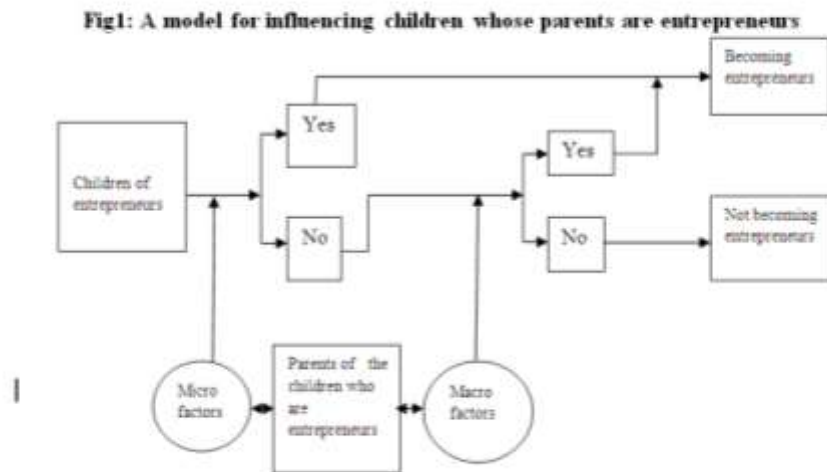 Fig1: A model for influencing children whose parents are entrepreneurs
Becoming
entrepreneurs
Yes
Yes
Children of
entrepreneurs
Not becoming
entrepreneurs
No
No
Parents of the
children who
are
entrepreneurs
Micro
factors
Macro
factors